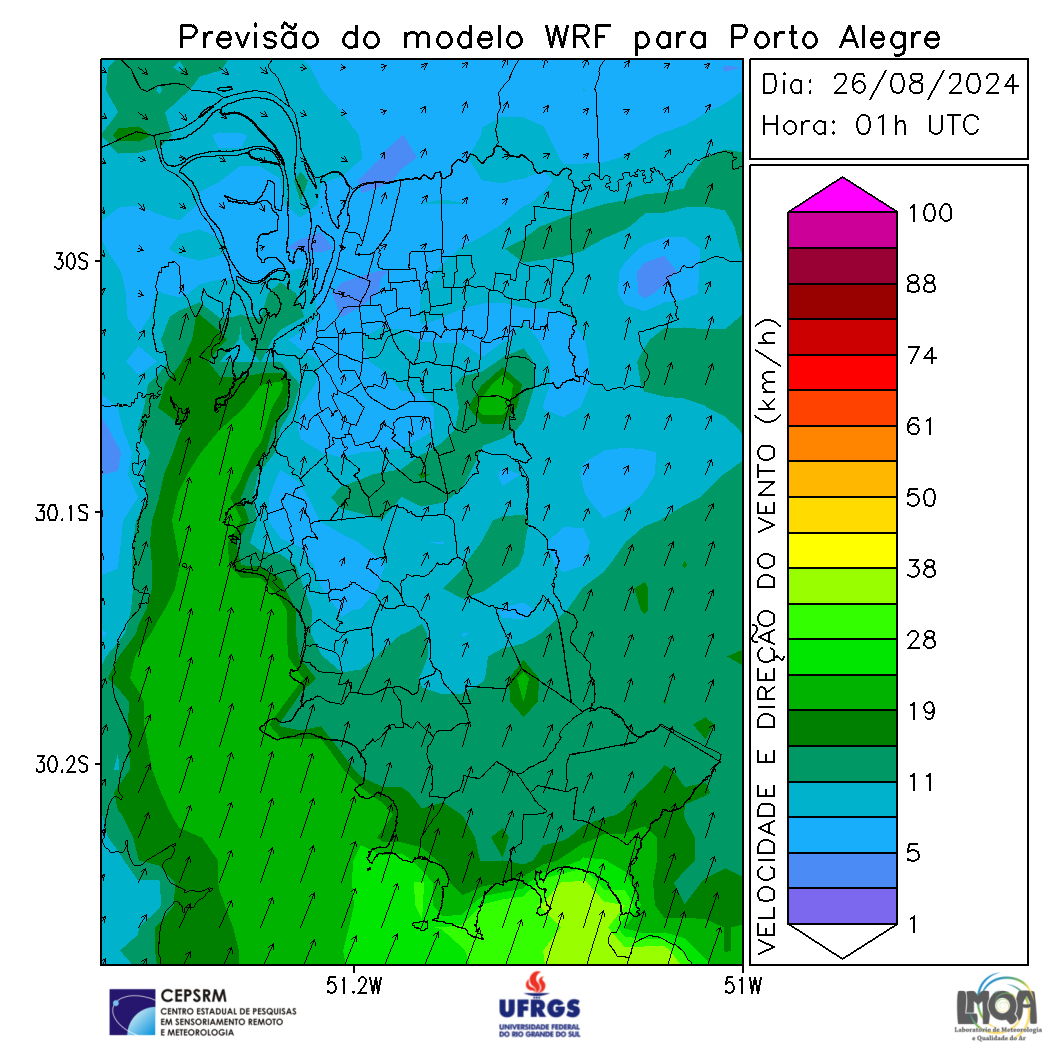 Previsão do modelo WRF para Porto Alegre
Dia: 26/08/2024
Hora: 01h UTC
30S
30.1S
30.2S
51.2W
51W
VELOCIDADE E DIREÇÃO DO VENTO (km/h)
100
88
74
61
50
38
28
19
11
5
1
CEPSRM
CENTRO ESTADUAL DE PESQUISAS
EM SENSORIAMENTO REMOTO
E METEOROLOGIA
UFRGS
UNIVERSIDADE FEDERAL
DO RIO GRANDE DO SUL
LMQA
Laboratório de Meteorologia
e Qualidade do Ar